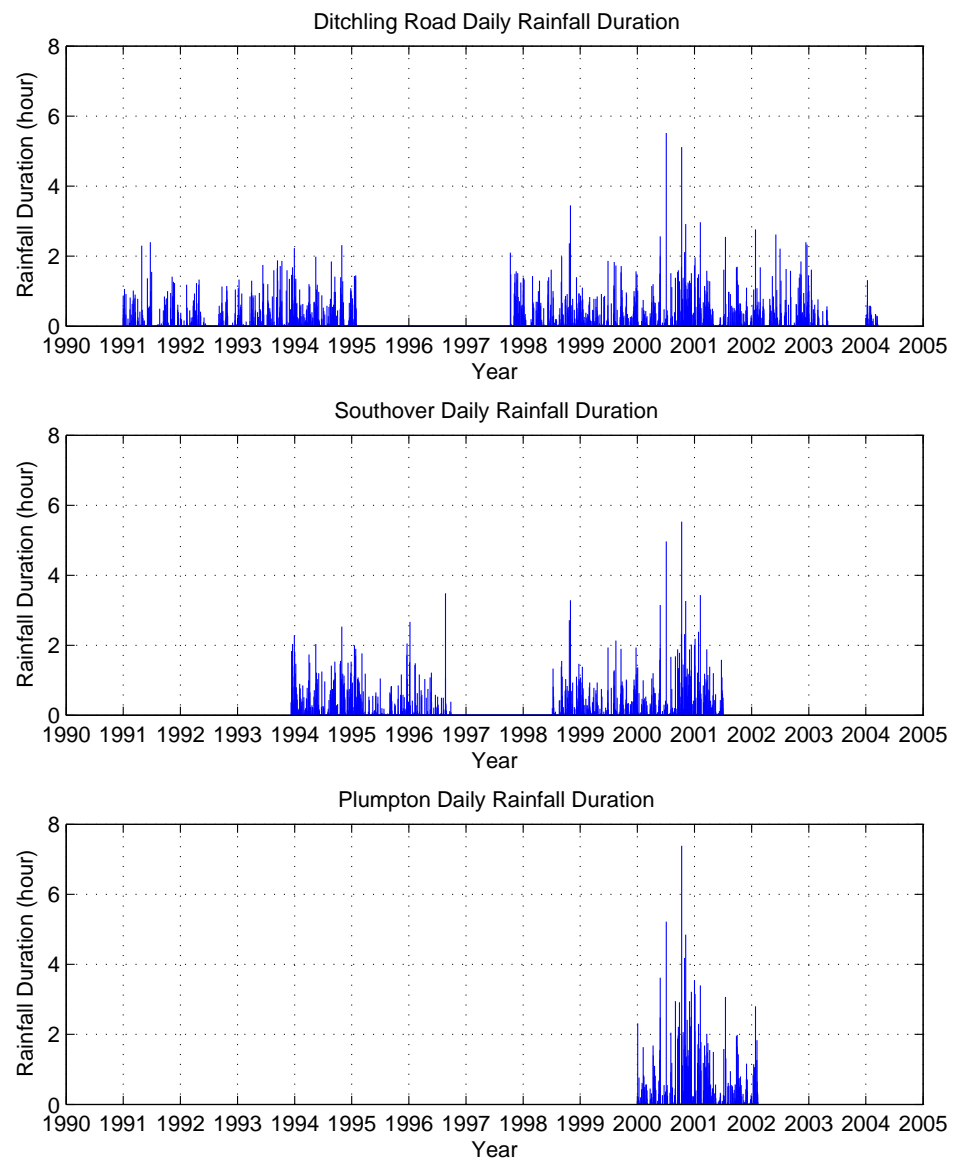 Ditchling Road Daily Rainfall Duration
8
6
4
2
0
Rainfall Duration (hour)
1990 1991 1992 1993 1994 1995 1996 1997 1998 1999 2000 2001 2002 2003 2004 2005
Year
Southover Daily Rainfall Duration
8
6
4
2
0
Rainfall Duration (hour)
1990 1991 1992 1993 1994 1995 1996 1997 1998 1999 2000 2001 2002 2003 2004 2005
Year
Plumpton Daily Rainfall Duration
8
6
4
2
0
Rainfall Duration (hour)
1990 1991 1992 1993 1994 1995 1996 1997 1998 1999 2000 2001 2002 2003 2004 2005
Year